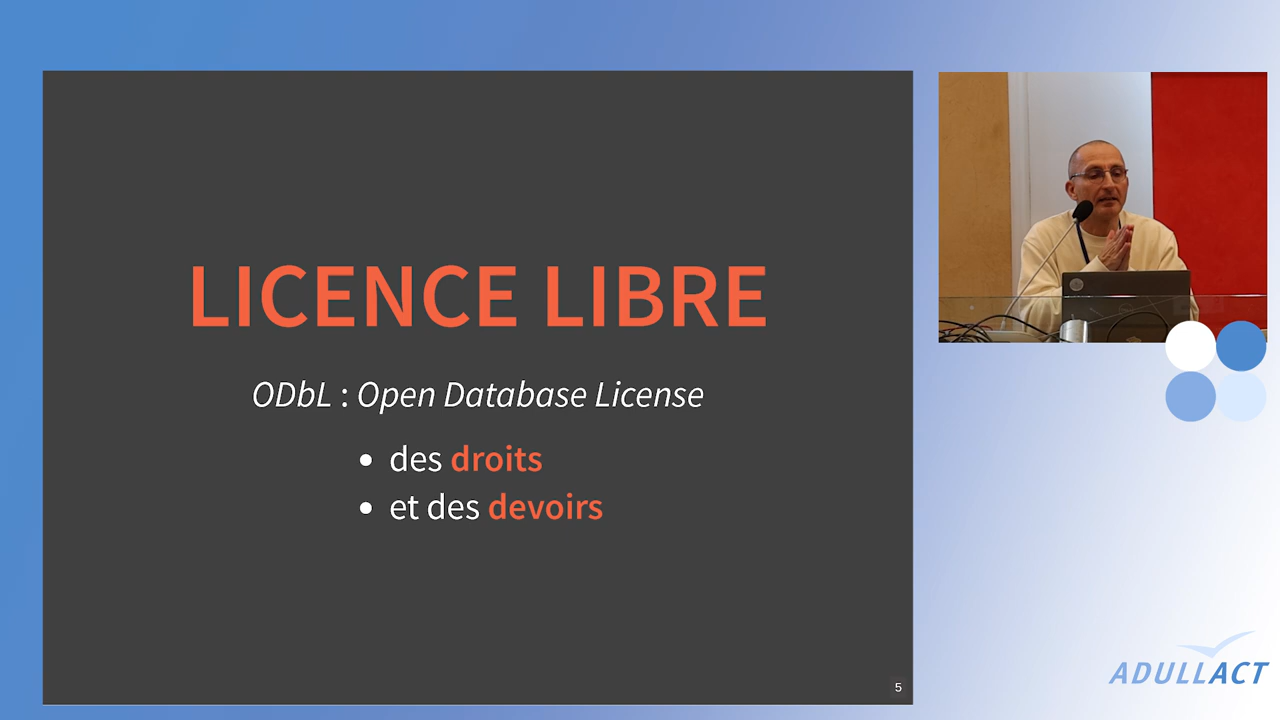 LICENCE LIBRE
ODbL : Open Database License
• des droits
• et des devoirs
5
ADULLACT